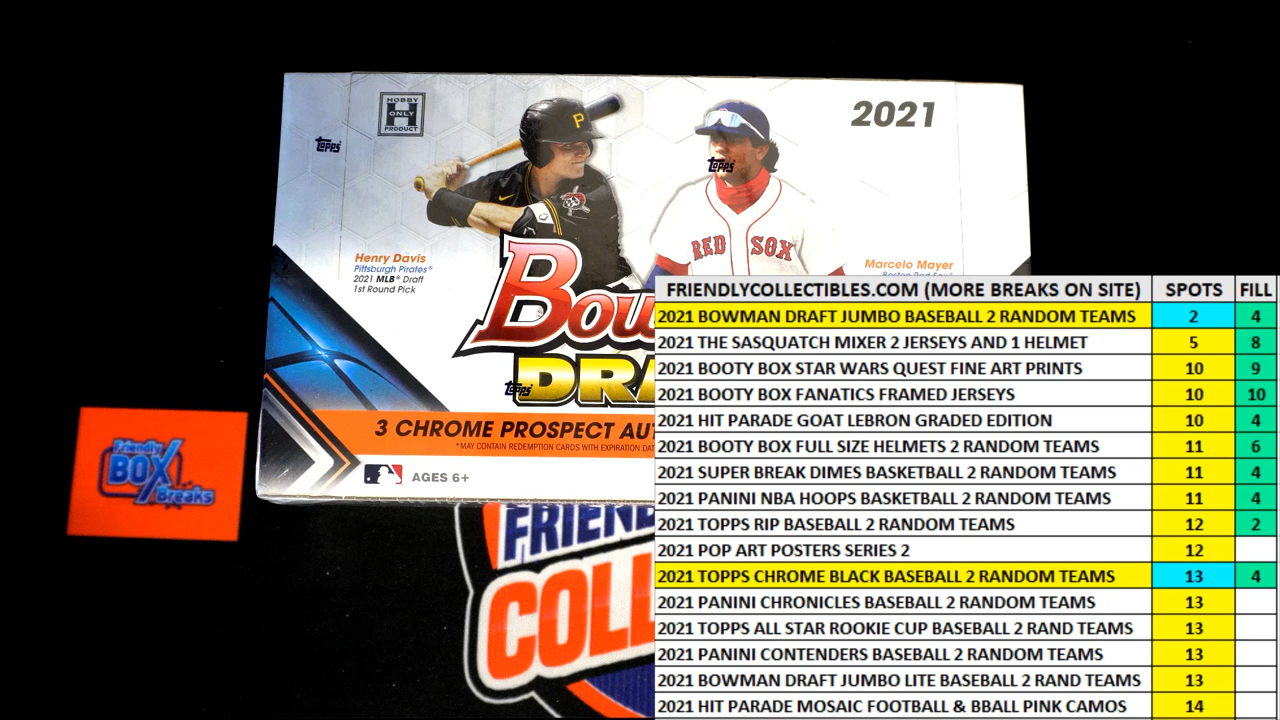 HOBBY
H
ONLY
PRODUCT
2021
Topps
Topps
P
RED SOX
Henry Davis
Pittsburgh Pirates®
2021 MLB® Draft
1st Round Pick
Marcelo Mayer
Boston Red Sox®
Bow
Topps
DRA
3 CHROME PROSPECT AUT
*MAY CONTAIN REDEMPTION CARDS WITH EXPIRATION DAT
AGES 6+
Friendly
BOX
Breaks
FRIEN
COLL
FRIENDLYCOLLECTIBLES.COM (MORE BREAKS ON SITE) SPOTS FILL
2021 BOWMAN DRAFT JUMBO BASEBALL 2 RANDOM TEAMS 2 4
2021 THE SASQUATCH MIXER 2 JERSEYS AND 1 HELMET 5 8
2021 BOOTY BOX STAR WARS QUEST FINE ART PRINTS 10 9
2021 BOOTY BOX FANATICS FRAMED JERSEYS 10 10
2021 HIT PARADE GOAT LEBRON GRADED EDITION 10 4
2021 BOOTY BOX FULL SIZE HELMETS 2 RANDOM TEAMS 11 6
2021 SUPER BREAK DIMES BASKETBALL 2 RANDOM TEAMS 11 4
2021 PANINI NBA HOOPS BASKETBALL 2 RANDOM TEAMS 11 4
2021 TOPPS RIP BASEBALL 2 RANDOM TEAMS 12 2
2021 POP ART POSTERS SERIES 2 12
2021 TOPPS CHROME BLACK BASEBALL 2 RANDOM TEAMS 13 4
2021 PANINI CHRONICLES BASEBALL 2 RANDOM TEAMS 13
2021 TOPPS ALL STAR ROOKIE CUP BASEBALL 2 RAND TEAMS 13
2021 PANINI CONTENDERS BASEBALL 2 RANDOM TEAMS 13
2021 BOWMAN DRAFT JUMBO LITE BASEBALL 2 RAND TEAMS 13
2021 HIT PARADE MOSAIC FOOTBALL & BBALL PINK CAMOS 14